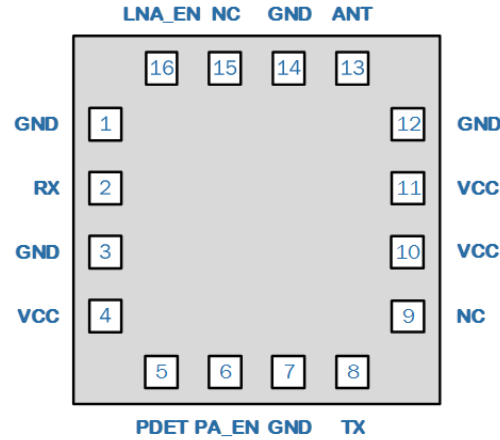 LNA_EN NC GND ANT
16 15 14 13
GND 1 12 GND
RX 2 11 VCC
GND 3 10 VCC
VCC 4 9 NC
5 6 7 8
PDET PA_EN GND TX